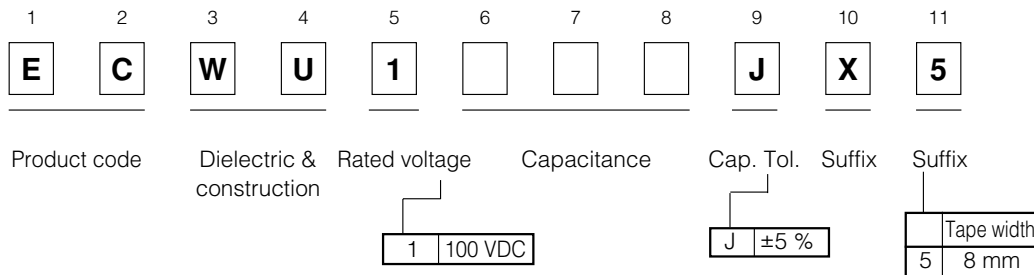 1 2 3 4 5 6 7 8 9 10 11
E C W U 1 J X 5
Product code Dielectric & Rated voltage Capacitance Cap. Tol. Suffix Suffix
construction
Tape width
1 100 VDC J ±5 %
5 8 mm